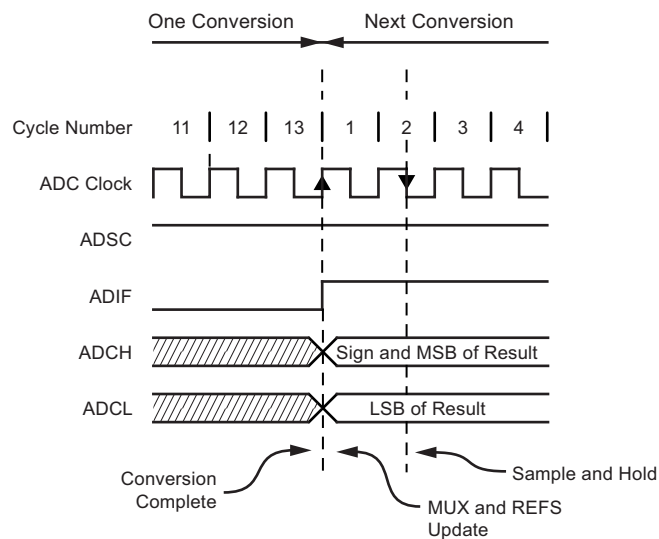 One Conversion Next Conversion
Cycle Number 11 12 13 1 2 3 4
ADC Clock
ADSC
ADIF
ADCH Sign and MSB of Result
ADCL LSB of Result
Conversion
Complete
MUX and REFS
Update
Sample and Hold